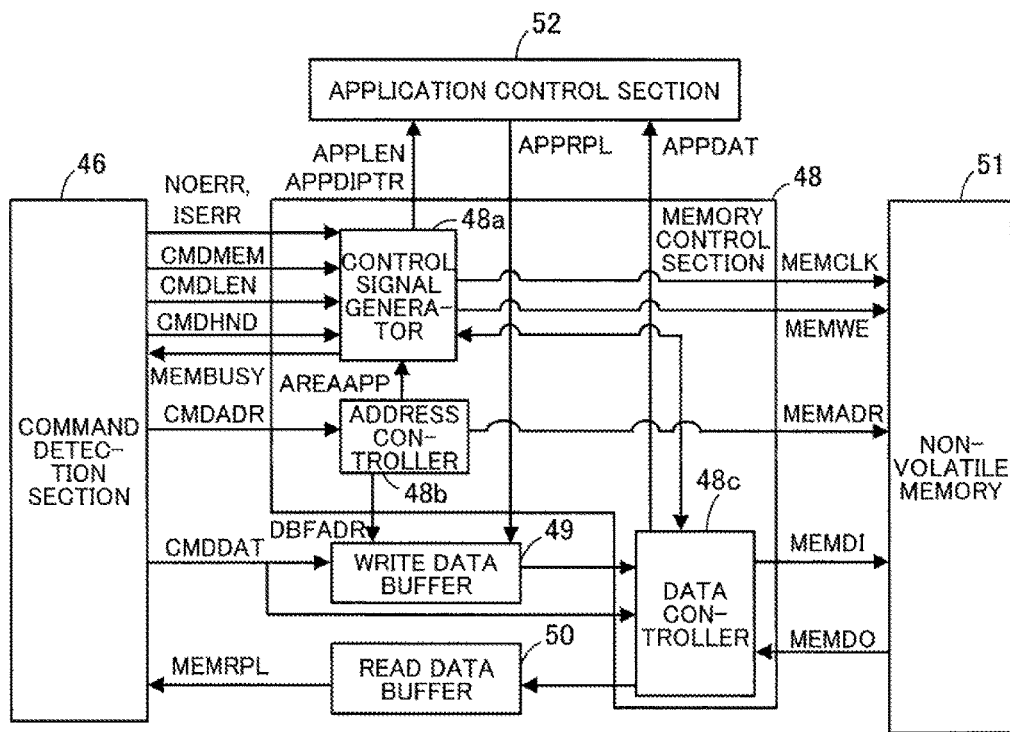 52
APPLICATION CONTROL SECTION
46
NOERR,
ISERR
APPLEN
APPDIPTR
APPRPL
APPDAT
48
51
48a
MEMORY
CONTROL
SECTION
CMDMEM
CMDLEN
CMDHND
MEMBUSY
CONTROL
SIGNAL
GENERA-
TOR
MEMCLK
MEMWE
AREAAPP
CMDADR
ADDRESS
CON-
TROLLER
48b
MEMADR
COMMAND
DETEC-
TION
SECTION
NON-
VOLATILE
MEMORY
48c
DBFADR
49
CMDDAT
WRITE DATA
BUFFER
DATA
CON-
TROLLER
MEMDI
MEMDO
50
MEMRPL
READ DATA
BUFFER